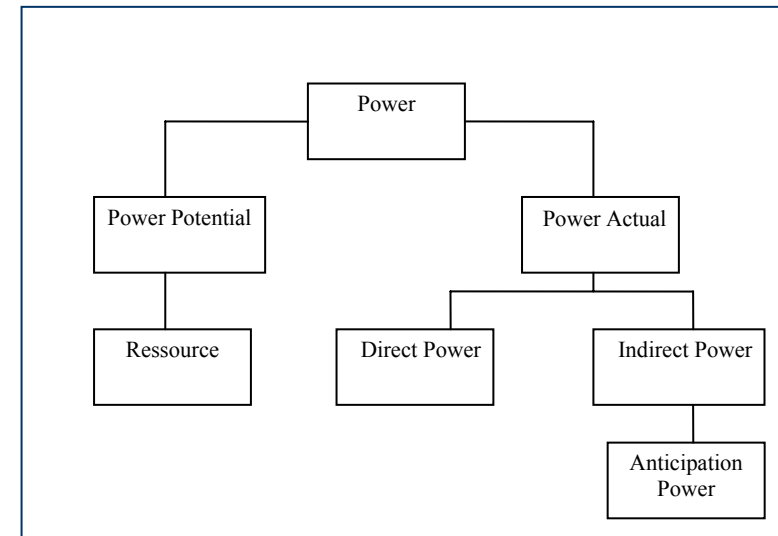 Power
Power Potential
Power Actual
Ressource
Direct Power
Indirect Power
Anticipation
Power